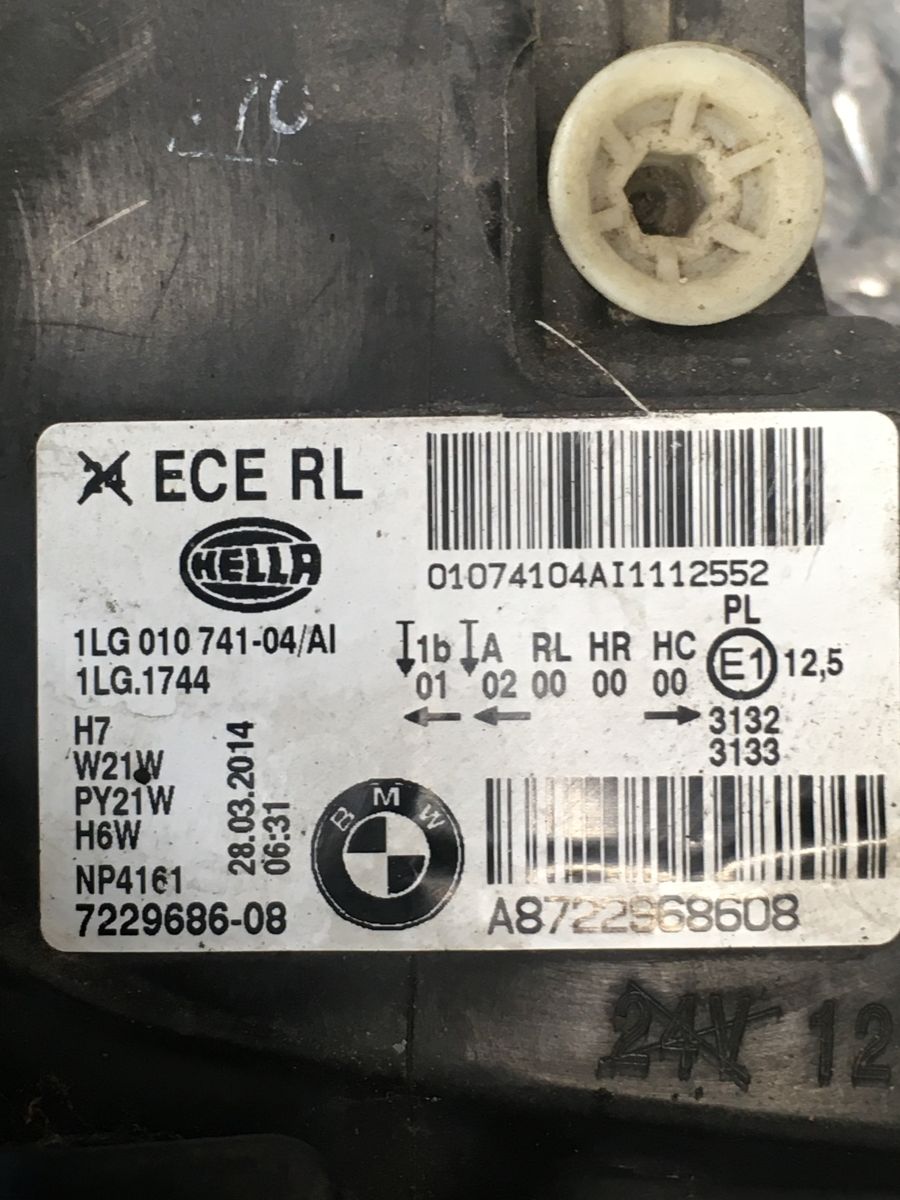 24 ECE RL
HELLA
01074104AI1112552
PL
1LG 010 741-04/AI
1LG.1744
1b A RL HR HC E1 12,5
01 02 00 00 00
3132
3133
H7
W21W
PY21W
H6W
28.03.2014
06:31
BMW
NP4161
7229686-08
A8722968608
24V 12